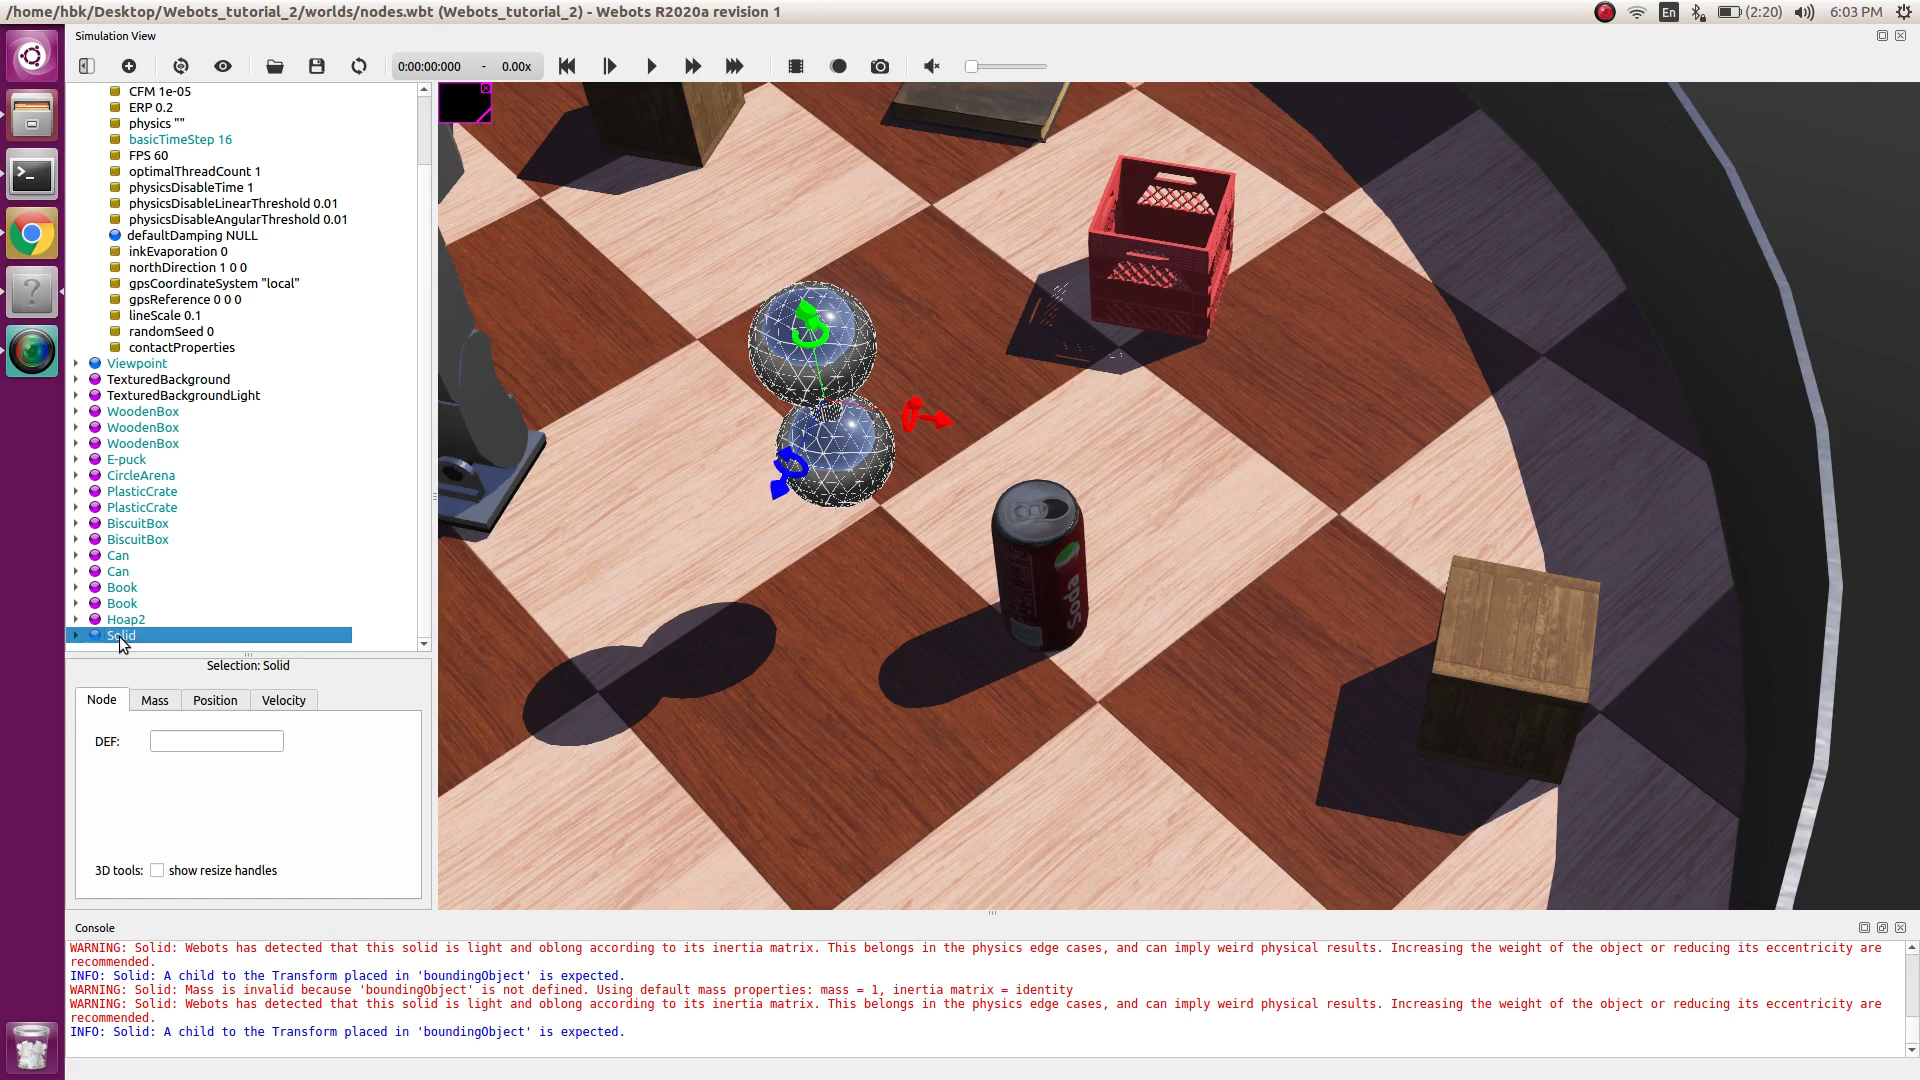 /home/hbk/Desktop/Webots_tutorial_2/worlds/nodes.wbt (Webots_tutorial_2) - Webots R2020a revision 1
En
(2:20)
6:03 PM
Simulation View
0:00:00:000 - 0.00x
CFM 1e-05
ERP 0.2
physics ""
basicTimeStep 16
FPS 60
optimalThreadCount 1
physicsDisableTime 1
physicsDisableLinearThreshold 0.01
physicsDisableAngularThreshold 0.01
defaultDamping NULL
inkEvaporation 0
northDirection 1 0 0
gpsCoordinateSystem "local"
gpsReference 0 0 0
lineScale 0.1
randomSeed 0
contactProperties
Viewpoint
TexturedBackground
TexturedBackgroundLight
WoodenBox
WoodenBox
WoodenBox
E-puck
CircleArena
PlasticCrate
PlasticCrate
BiscuitBox
BiscuitBox
Can
Can
Book
Book
Hoap2
Solid
Selection: Solid
Node
Mass
Position
Velocity
DEF:
3D tools: show resize handles
Sodep
Console
WARNING: Solid: Webots has detected that this solid is light and oblong according to its inertia matrix. This belongs in the physics edge cases, and can imply weird physical results. Increasing the weight of the object or reducing its eccentricity are
recommended.
INFO: Solid: A child to the Transform placed in 'boundingObject' is expected.
WARNING: Solid: Mass is invalid because 'boundingObject' is not defined. Using default mass properties: mass = 1, inertia matrix = identity
WARNING: Solid: Webots has detected that this solid is light and oblong according to its inertia matrix. This belongs in the physics edge cases, and can imply weird physical results. Increasing the weight of the object or reducing its eccentricity are
recommended.
INFO: Solid: A child to the Transform placed in 'boundingObject' is expected.